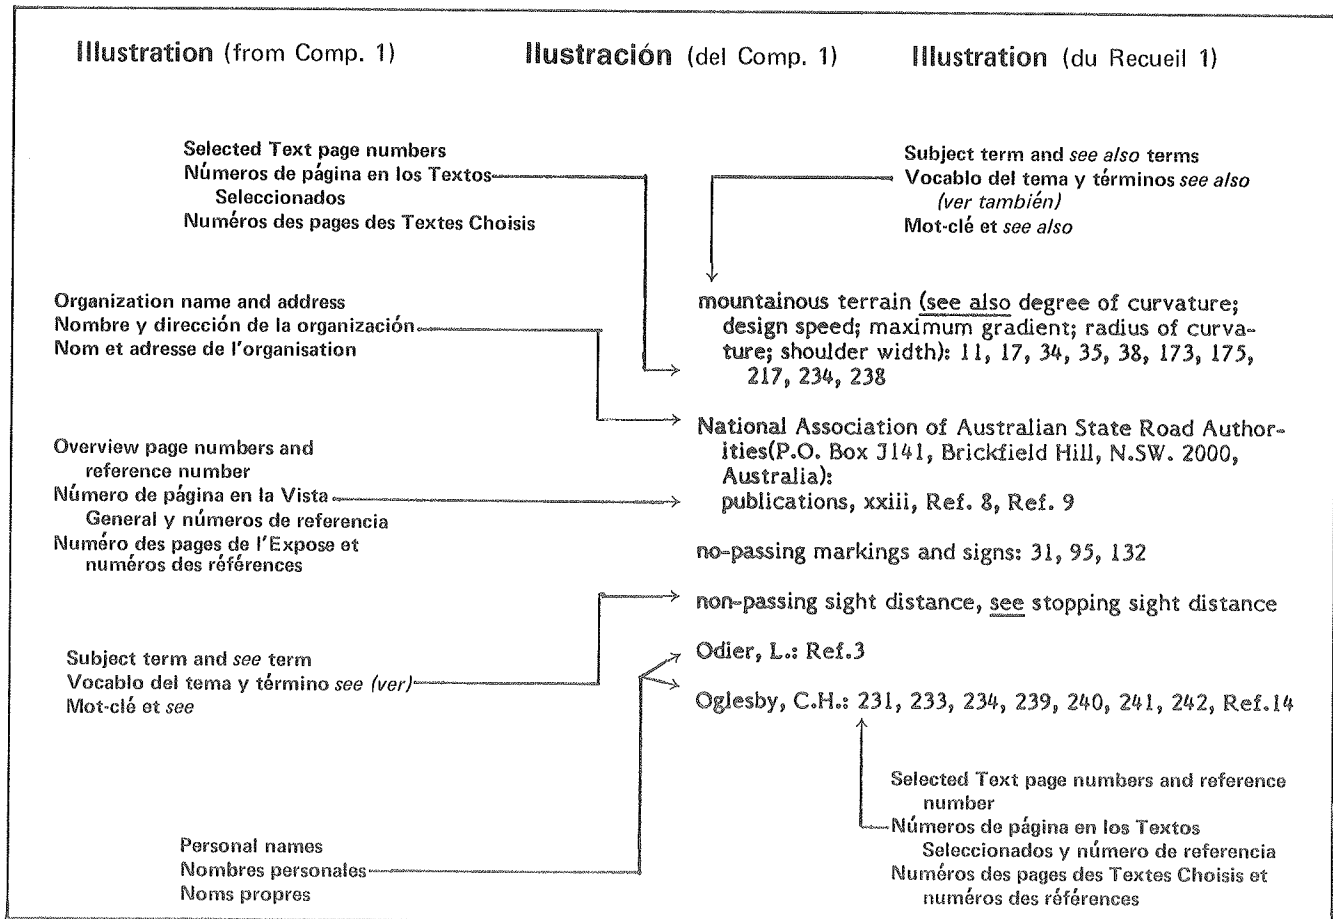 Illustration (from Comp. 1)
Ilustración (del Comp. 1)
Illustration (du Recueil 1)
Selected Text page numbers
Números de página en los Textos
Seleccionados
Numéros des pages des Textes Choisis
Subject term and see also terms
Vocablo del tema y términos see also
(ver también)
Mot-clé et see also
Organization name and address
Nombre y dirección de la organización
Nom et adresse de l'organisation
mountainous terrain (see also degree of curvature;
design speed; maximum gradient; radius of curva-
ture; shoulder width): 11, 17, 34, 35, 38, 173, 175,
217, 234, 238
Overview page numbers and
reference number
Número de página en la Vista
General y números de referencia
Numéro des pages de l'Expose et
numéros des références
National Association of Australian State Road Author-
ities(P.O. Box J141, Brickfield Hill, N.SW. 2000,
Australia):
publications, xxiii, Ref. 8, Ref. 9
no-passing markings and signs: 31, 95, 132
non-passing sight distance, see stopping sight distance
Subject term and see term
Vocablo del tema y término see (ver)
Mot-clé et see
Odier, L.: Ref.3
Oglesby, C.H.: 231, 233, 234, 239, 240, 241, 242, Ref.14
Personal names
Nombres personales
Noms propres
Selected Text page numbers and reference
number
Números de página en los Textos
Seleccionados y número de referencia
Numéros des pages des Textes Choisis et
numéros des références